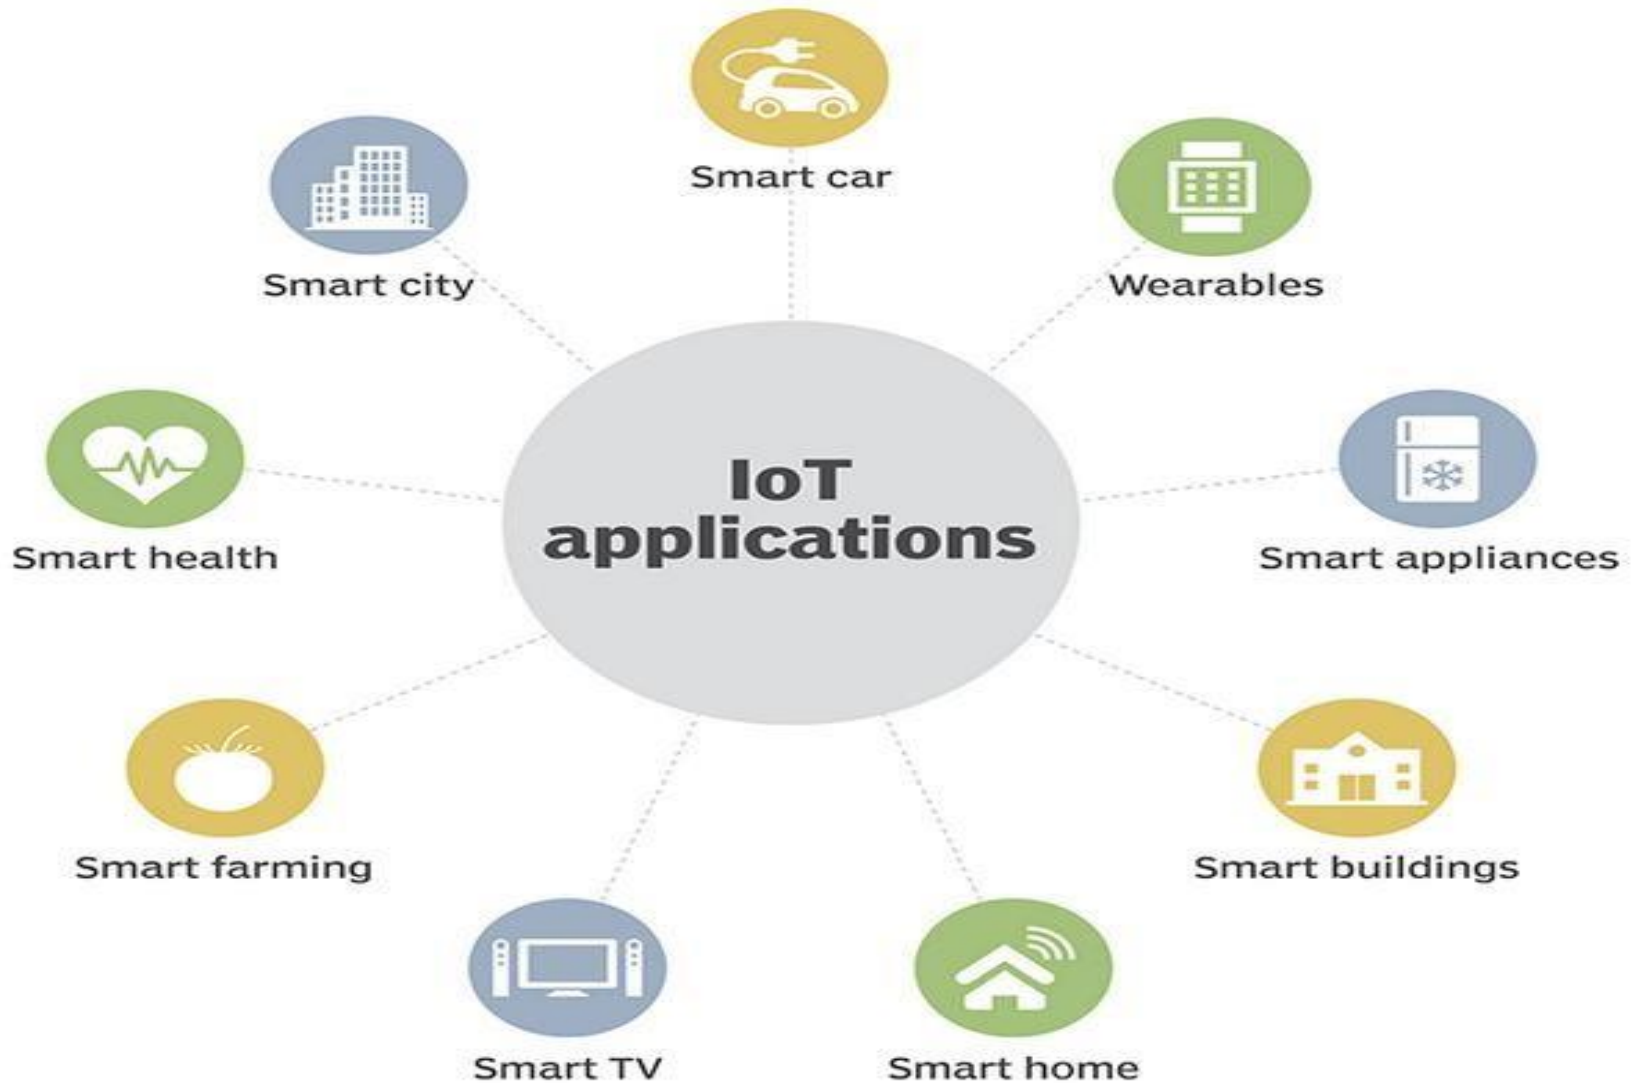 Smart car
Smart city
Wearables
IoT
applications
Smart health
Smart appliances
Smart farming
Smart buildings
Smart TV
Smart home